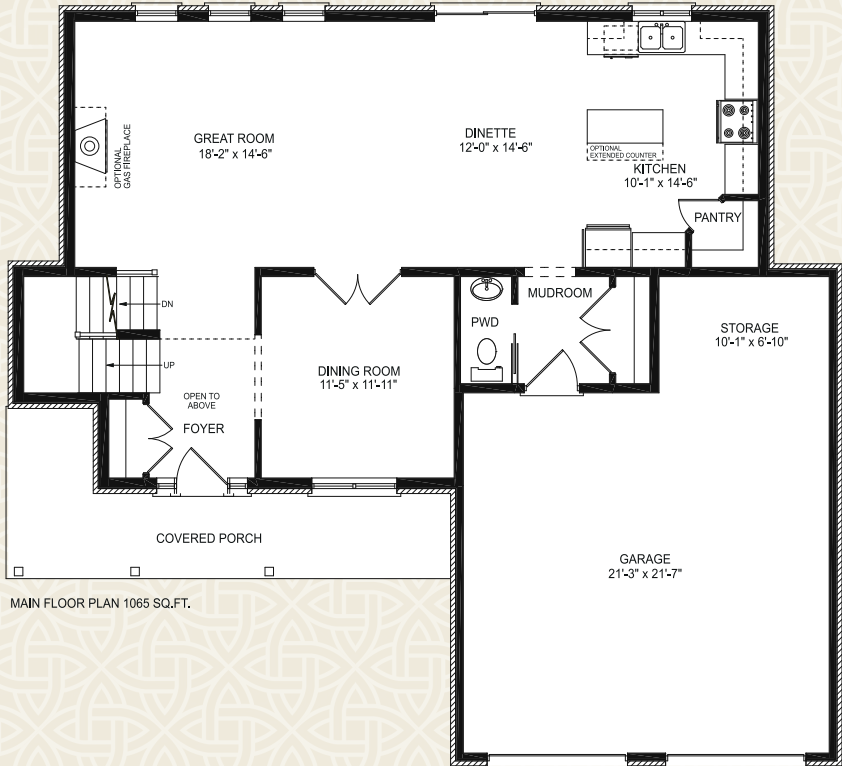 GREAT ROOM
18'-2" x 14'-6"
OPTIONAL
GAS FIREPLACE
DINETTE
12'-0" x 14'-6"
OPTIONAL
EXTENDED COUNTER
KITCHEN
10'-1" x 14'-6"
PANTRY
DN
UP
MUDROOM
PWD
STORAGE
10'-1" x 6'-10"
DINING ROOM
11'-5" x 11'-11"
OPEN TO
ABOVE
FOYER
COVERED PORCH
GARAGE
21'-3" x 21'-7"
MAIN FLOOR PLAN 1065 SQ.FT.